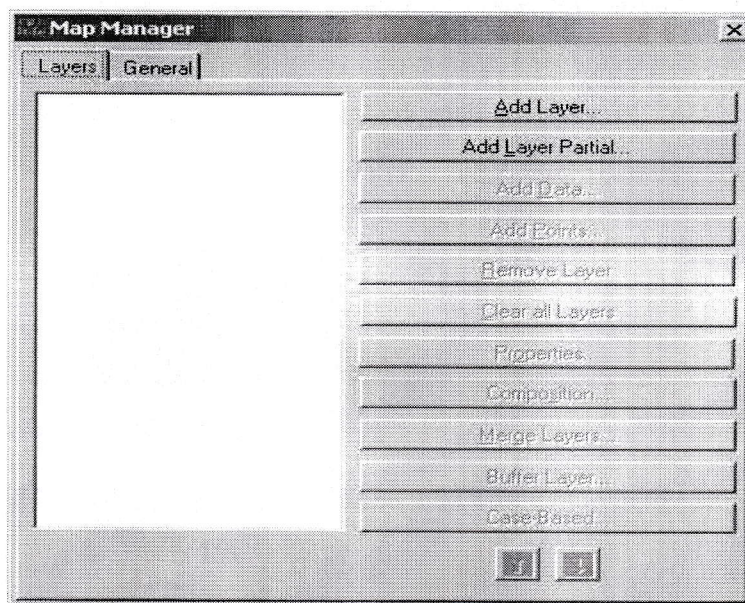 Map Manager
Layers General
Add Layer...
Add Layer Partial...
Add Data...
Add Points...
Remove Layer
Clear all Layers
Properties...
Composition...
Merge Layers...
Buffer Layer...
Case-Based...